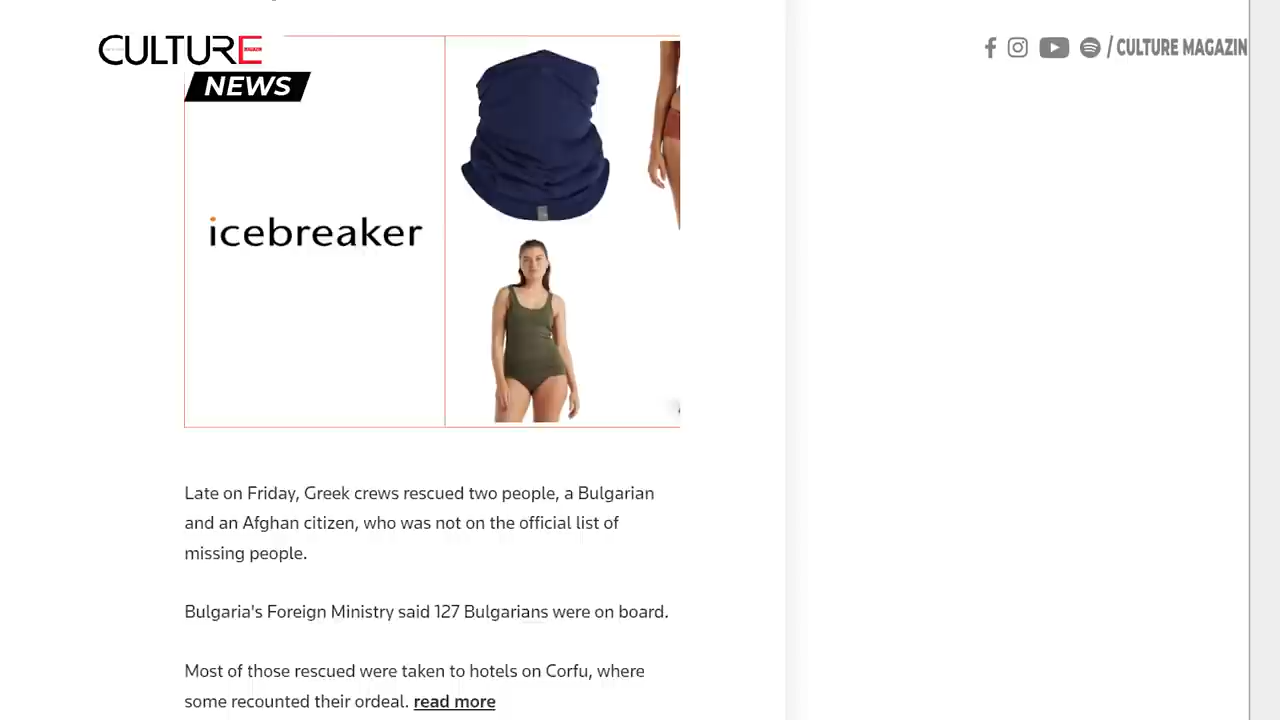 CULTURE
NEWS
/ CULTURE MAGAZIN
icebreaker
Late on Friday, Greek crews rescued two people, a Bulgarian
and an Afghan citizen, who was not on the official list of
missing people.
Bulgaria's Foreign Ministry said 127 Bulgarians were on board.
Most of those rescued were taken to hotels on Corfu, where
some recounted their ordeal. read more